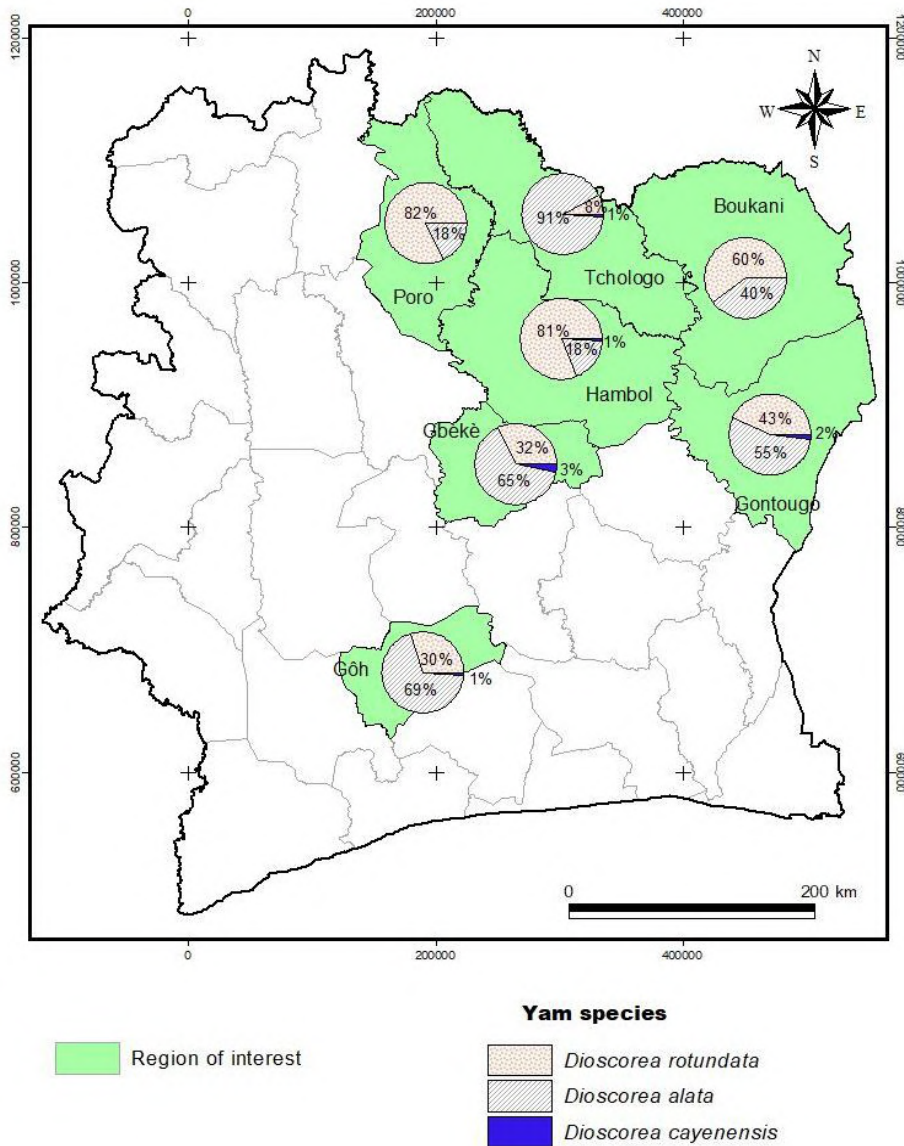 0 200000 400000
1200000 1200000
N
W E
S
82%
18%
Poro
91%
8%
1%
Tchologo
Boukani
60%
40%
1000000 1000000
81%
18%
1%
Hambol
Gbèkè
32%
65%
3%
43%
55%
2%
Gontougo
800000 800000
Gôh
30%
69%
1%
600000 600000
0 200 km
0 200000 400000
Yam species
Region of interest
Dioscorea rotundata
Dioscorea alata
Dioscorea cayenensis